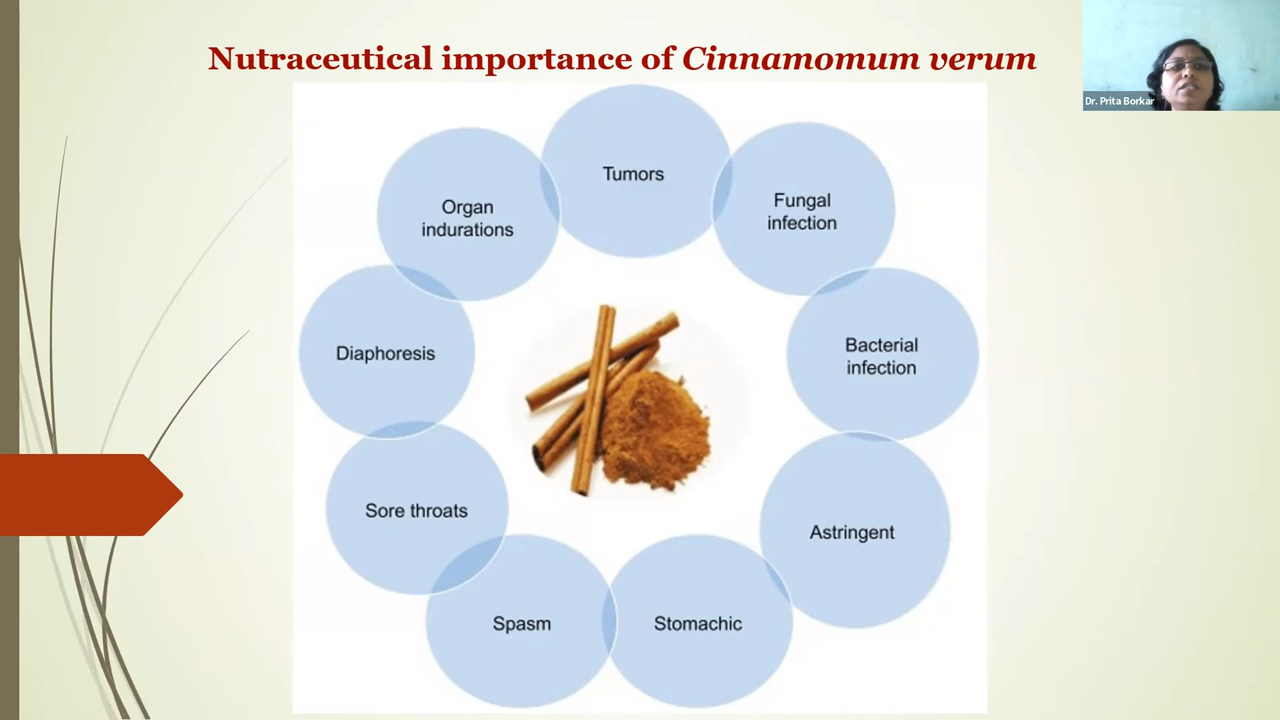 Nutraceutical importance of Cinnamomum verum
Dr. Prita Borkar
Tumors
Fungal
infection
Bacterial
infection
Astringent
Stomachic
Spasm
Sore throats
Diaphoresis
Organ
indurations